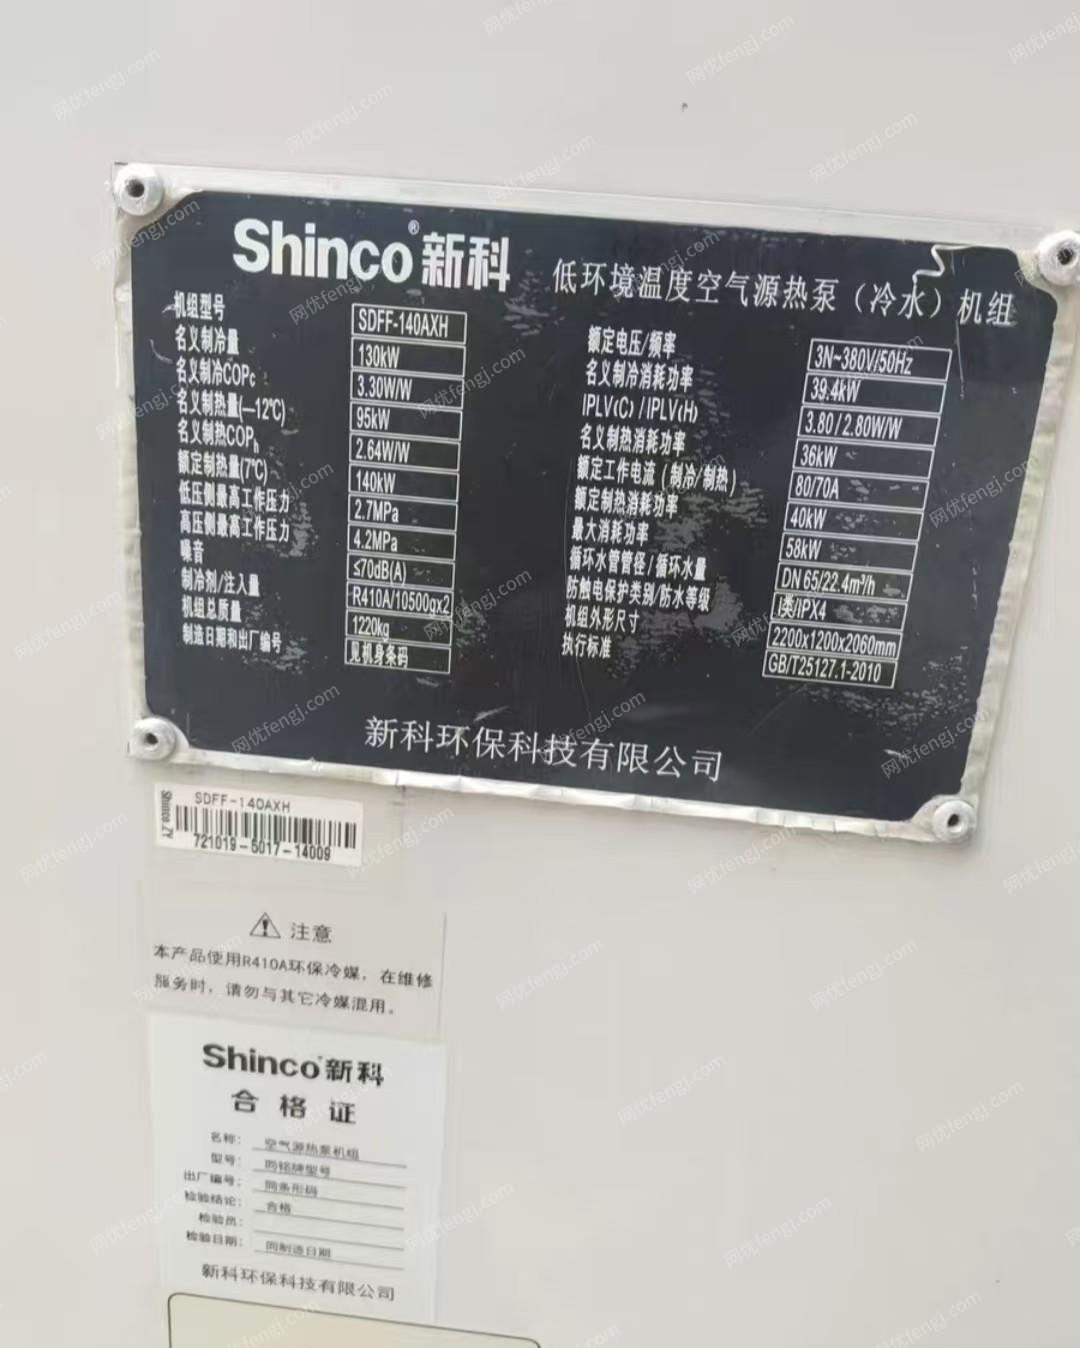 Shinco®新科
低环境温度空气源热泵（冷水）机组
机组型号 SDFF-140AXH
名义制冷量 130kW
名义制冷COPc 3.30W/W
名义制热量(—12℃) 95kW
名义制热COPh 2.64W/W
额定制热量(7℃) 140kW
低压侧最高工作压力 2.7MPa
高压侧最高工作压力 4.2MPa
噪音 ≤70dB(A)
制冷剂/注入量 R410A/10500gx2
机组总质量 1220kg
制造日期和出厂编号 见机身条码
额定电压/频率 3N~380V/50Hz
名义制冷消耗功率 39.4kW
IPLV(C) / IPLV(H) 3.80/2.80W/W
名义制热消耗功率 36kW
额定工作电流（制冷/制热） 80/70A
额定制热消耗功率 40kW
最大消耗功率 58kW
循环水管管径/循环水量 DN65/22.4m³/h
防触电保护类别/防水等级 I类/IPX4
机组外形尺寸 2200x1200x2060mm
执行标准 GB/T25127.1-2010
新科环保科技有限公司
Shinco.ZY
SDFF-140AXH
721019-5017-14009
注意
本产品使用R410A环保冷媒，在维修
服务时，请勿与其它冷媒混用。
Shinco新科
合格证
名称： 空气源热泵机组
型号： 同铭牌型号
出厂编号： 同条形码
检验结论： 合格
检验员：
检验日期： 同制造日期
新科环保科技有限公司
网优fengj.com